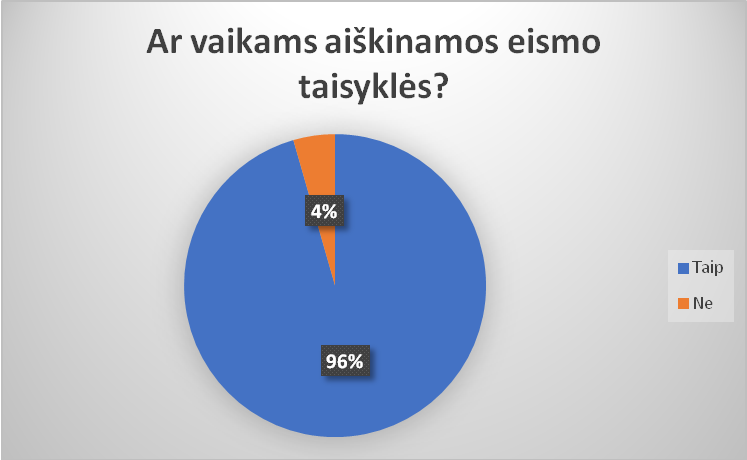 Ar vaikams aiškinamos eismo
taisyklės?
4%
96%
Taip
Ne